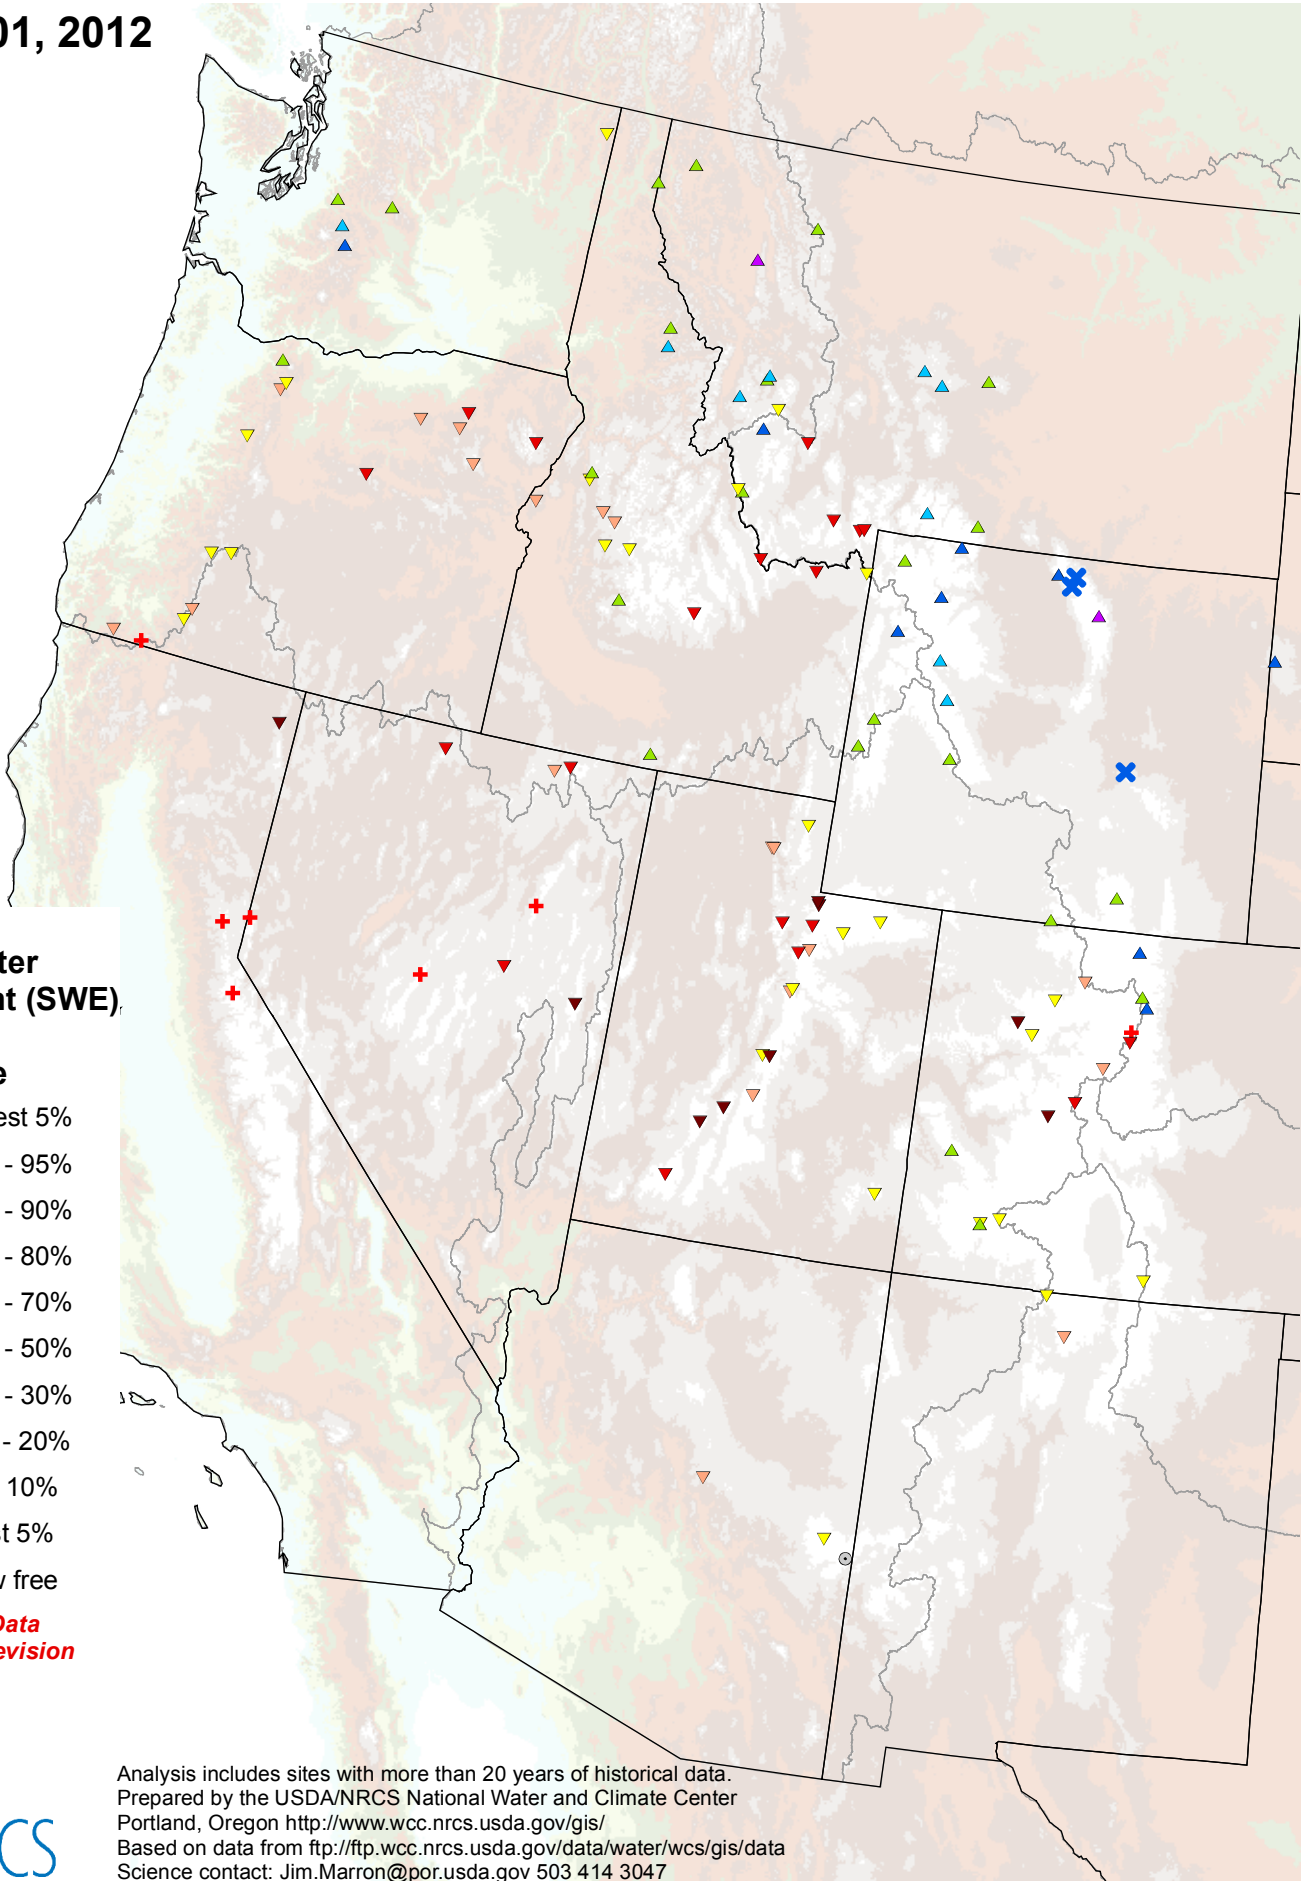 01, 2012
ter
t (SWE)
e
est 5%
- 95%
- 90%
- 80%
- 70%
- 50%
- 30%
- 20%
10%
t 5%
free
Data
evision
Analysis includes sites with more than 20 years of historical data.
Prepared by the USDA/NRCS National Water and Climate Center
Portland, Oregon http://www.wcc.nrcs.usda.gov/gis/
Based on data from ftp://ftp.wcc.nrcs.usda.gov/data/water/wcs/gis/data
Science contact: Jim.Marron@por.usda.gov 503 414 3047
CS